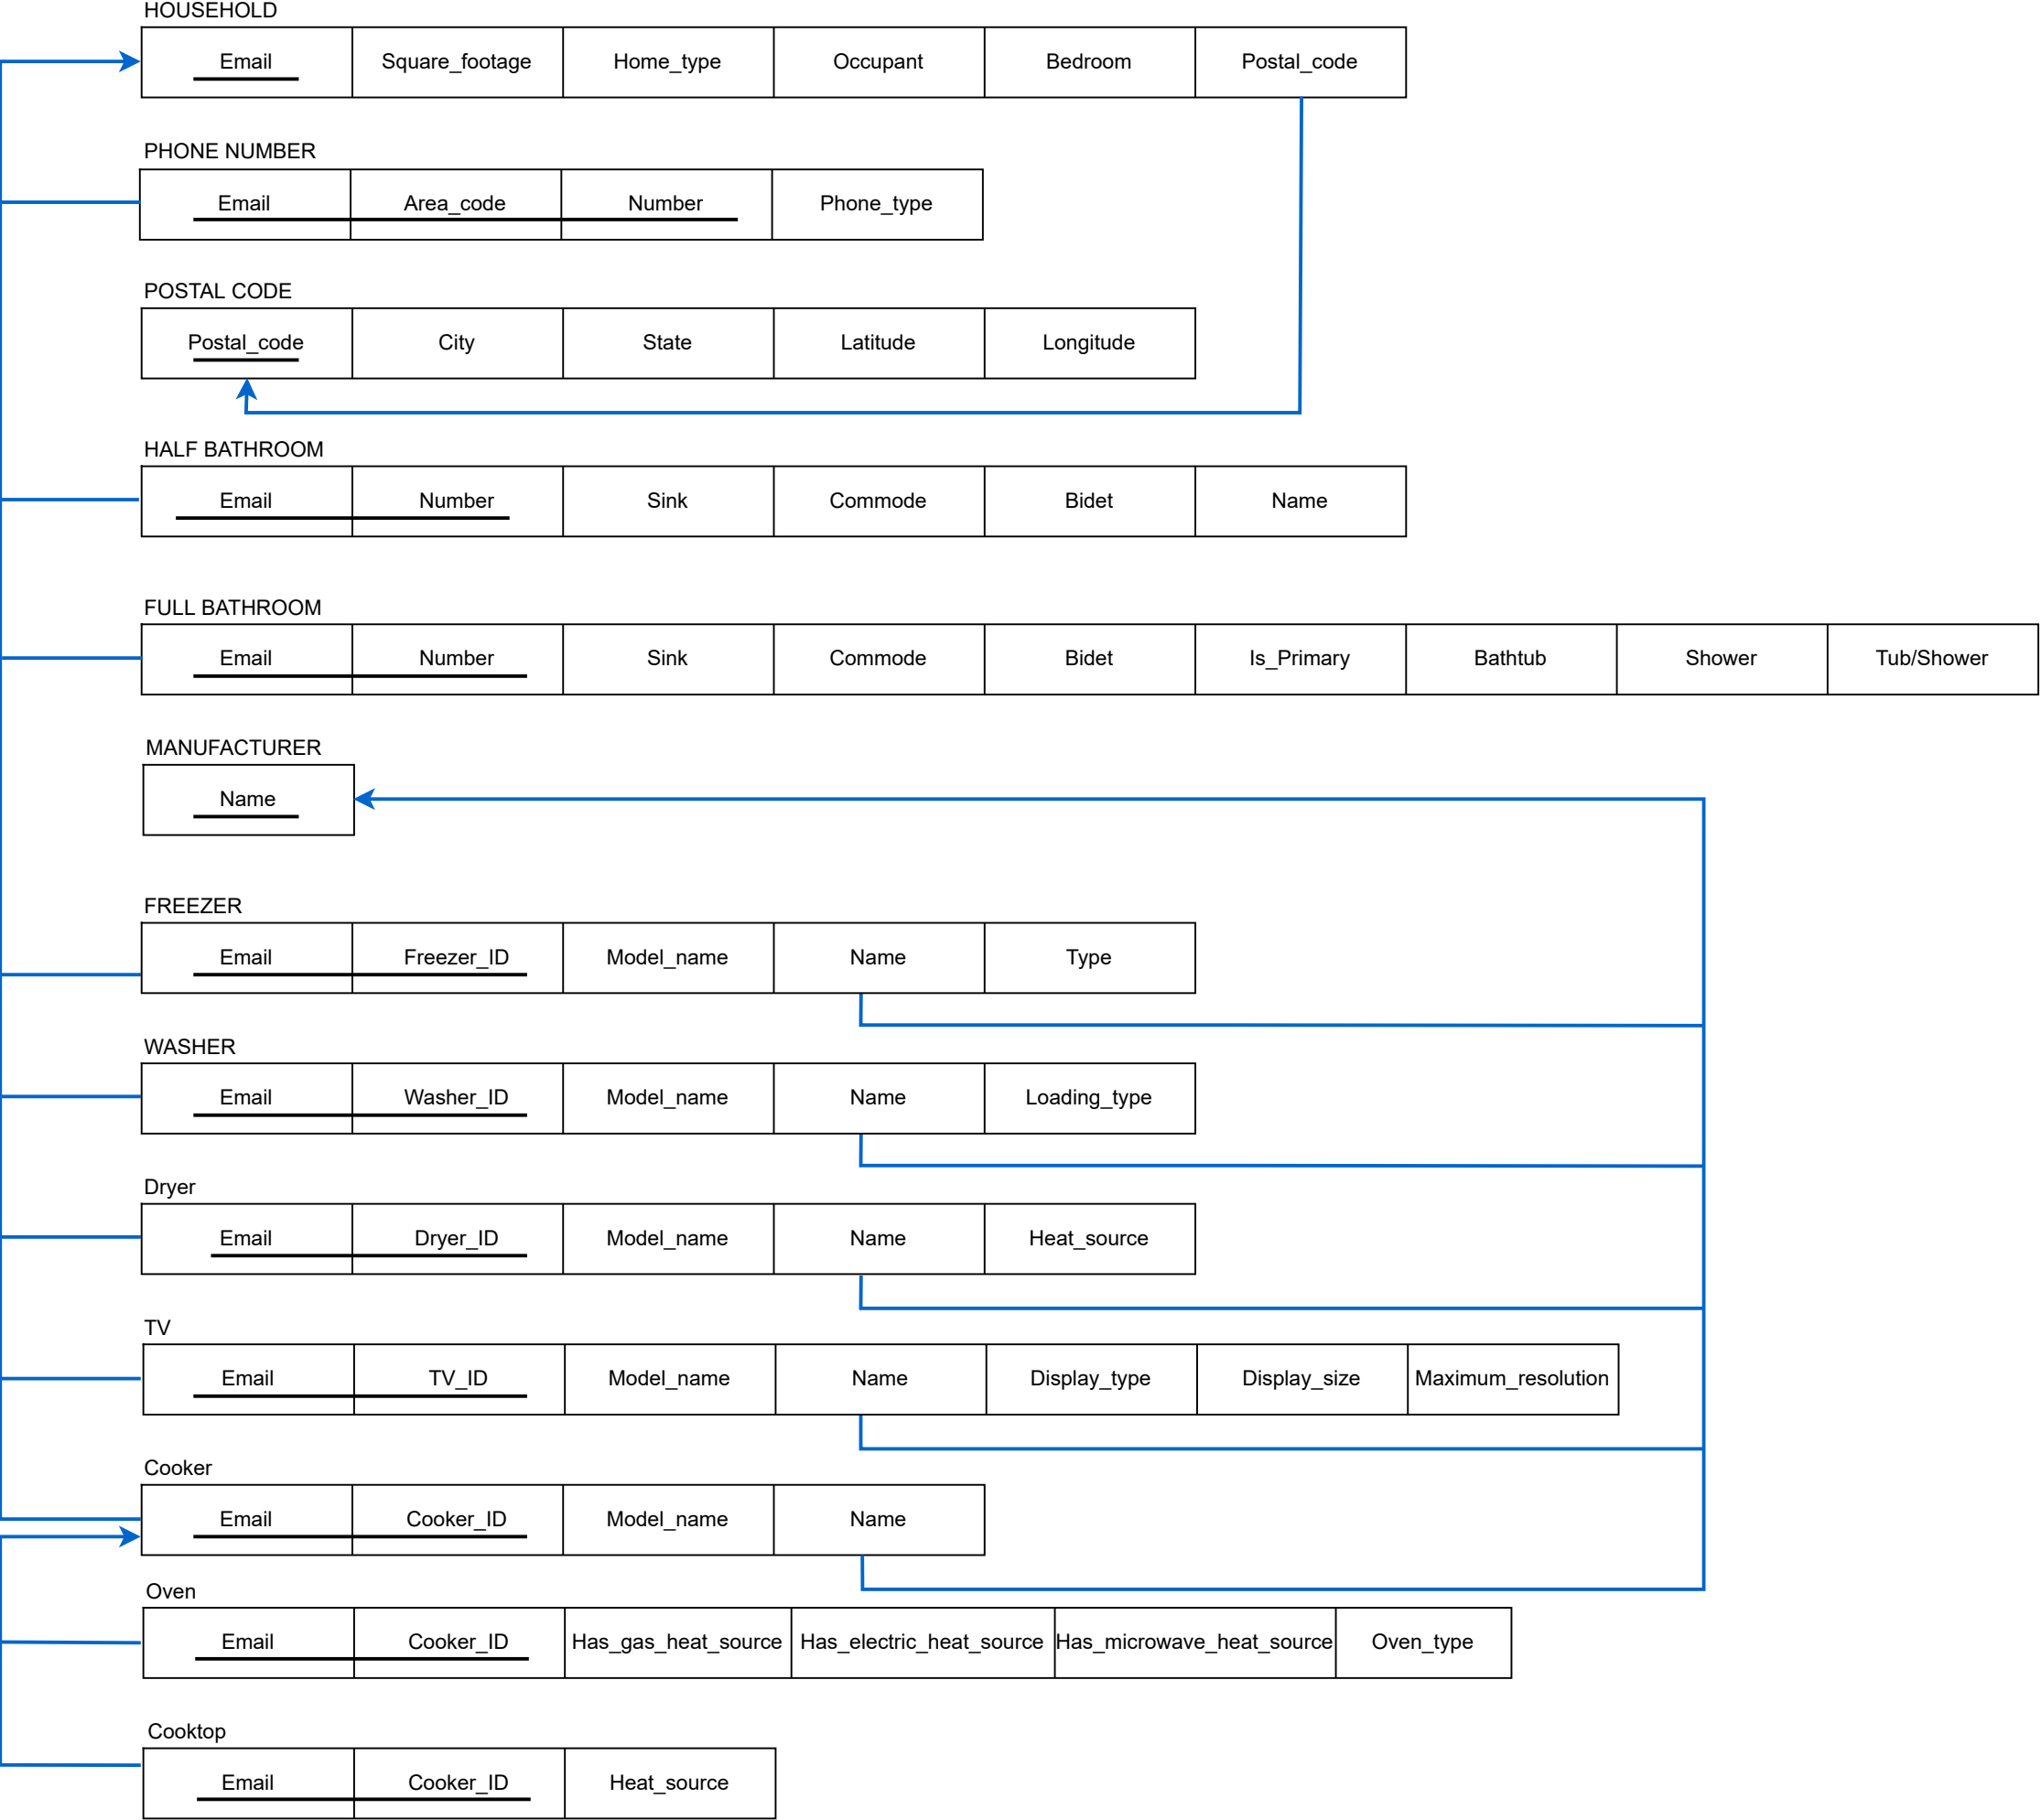 HOUSEHOLD
Email Square_footage Home_type Occupant Bedroom Postal_code
PHONE NUMBER
Email Area_code Number Phone_type
POSTAL CODE
Postal_code City State Latitude Longitude
HALF BATHROOM
Email Number Sink Commode Bidet Name
FULL BATHROOM
Email Number Sink Commode Bidet Is_Primary Bathtub Shower Tub/Shower
MANUFACTURER
Name
FREEZER
Email Freezer_ID Model_name Name Type
WASHER
Email Washer_ID Model_name Name Loading_type
Dryer
Email Dryer_ID Model_name Name Heat_source
TV
Email TV_ID Model_name Name Display_type Display_size Maximum_resolution
Cooker
Email Cooker_ID Model_name Name
Oven
Email Cooker_ID Has_gas_heat_source Has_electric_heat_source Has_microwave_heat_source Oven_type
Cooktop
Email Cooker_ID Heat_source